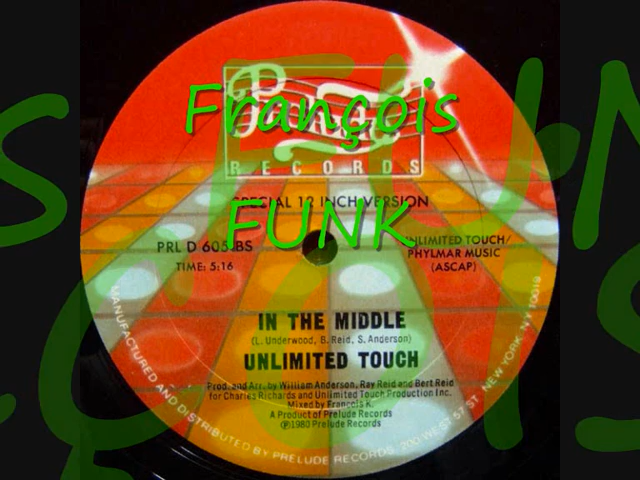 François
Prelude
RECORDS
SPECIAL 12 INCH VERSION
FUNK
PRL D 605-BS
TIME: 5:16
UNLIMITED TOUCH/
PHYLMAR MUSIC
(ASCAP)
IN THE MIDDLE
(L. Underwood, B. Reid, S. Anderson)
UNLIMITED TOUCH
Prod. and Arr. by William Anderson, Ray Reid and Bert Reid
for Charles Richards and Unlimited Touch Production Inc.
Mixed by François K.
A Product of Prelude Records
℗1980 Prelude Records
MANUFACTURED AND DISTRIBUTED BY PRELUDE RECORDS, 200 WEST 57 ST. NEW YORK, NY 10019